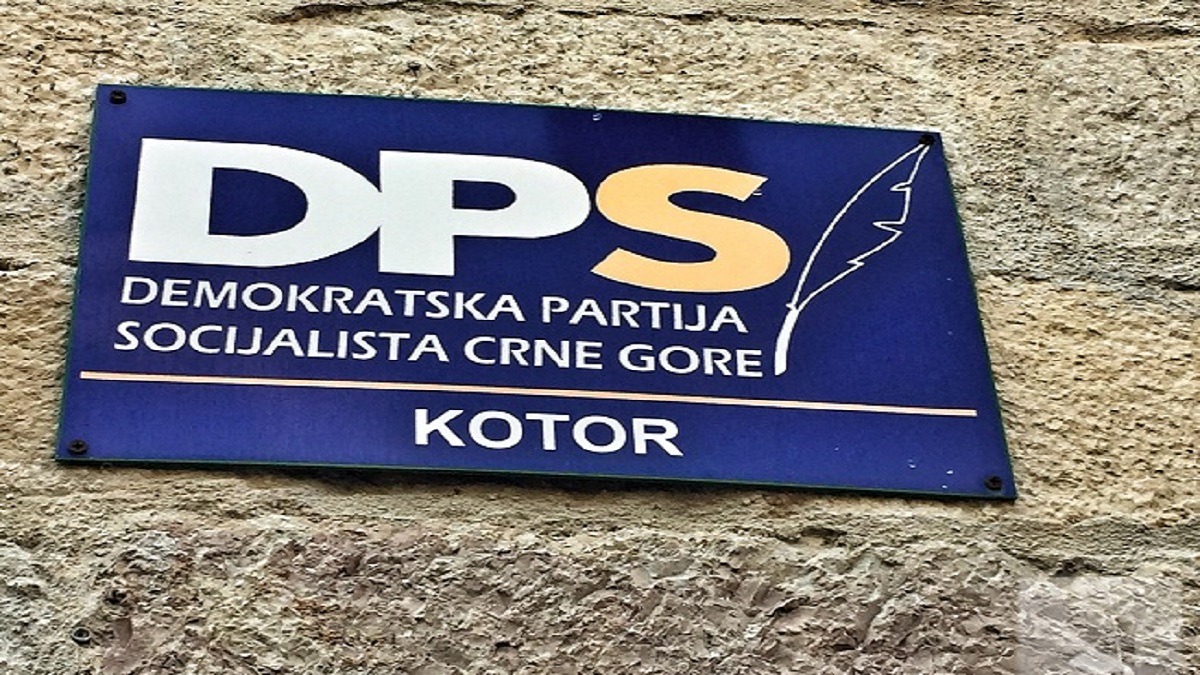 DPS
DEMOKRATSKA PARTIJA
SOCIJALISTA CRNE GORE
KOTOR